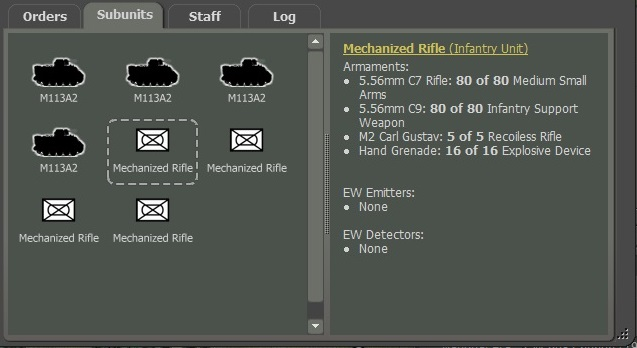 Orders Subunits Staff Log
M113A2 M113A2 M113A2
M113A2 Mechanized Rifle Mechanized Rifle
Mechanized Rifle Mechanized Rifle
Mechanized Rifle (Infantry Unit)
Armaments:
• 5.56mm C7 Rifle: 80 of 80 Medium Small
Arms
• 5.56mm C9: 80 of 80 Infantry Support
Weapon
• M2 Carl Gustav: 5 of 5 Recoiless Rifle
• Hand Grenade: 16 of 16 Explosive Device
EW Emitters:
• None
EW Detectors:
• None